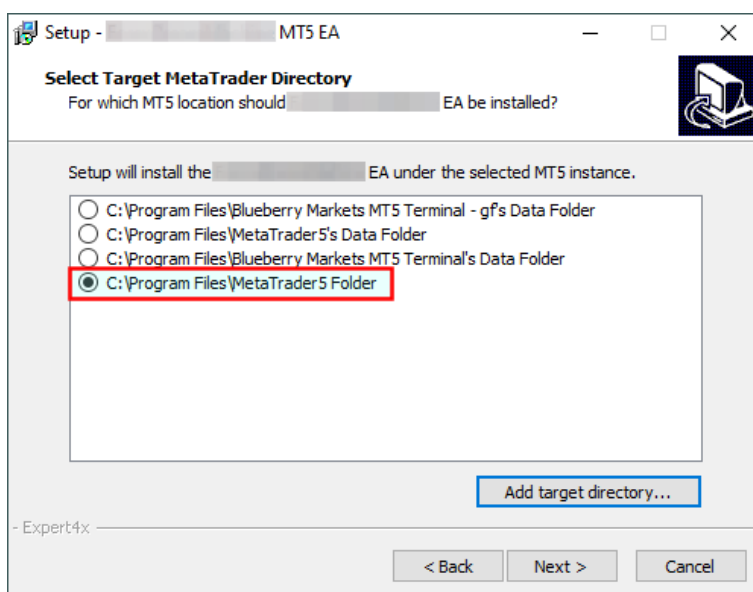 Setup - MT5 EA
Select Target MetaTrader Directory
For which MT5 location should EA be installed?
Setup will install the EA under the selected MT5 instance.
C:\Program Files\Blueberry Markets MT5 Terminal - gf's Data Folder
C:\Program Files\MetaTrader5's Data Folder
C:\Program Files\Blueberry Markets MT5 Terminal's Data Folder
C:\Program Files\MetaTrader5 Folder
Add target directory...
- Expert4x
< Back
Next >
Cancel